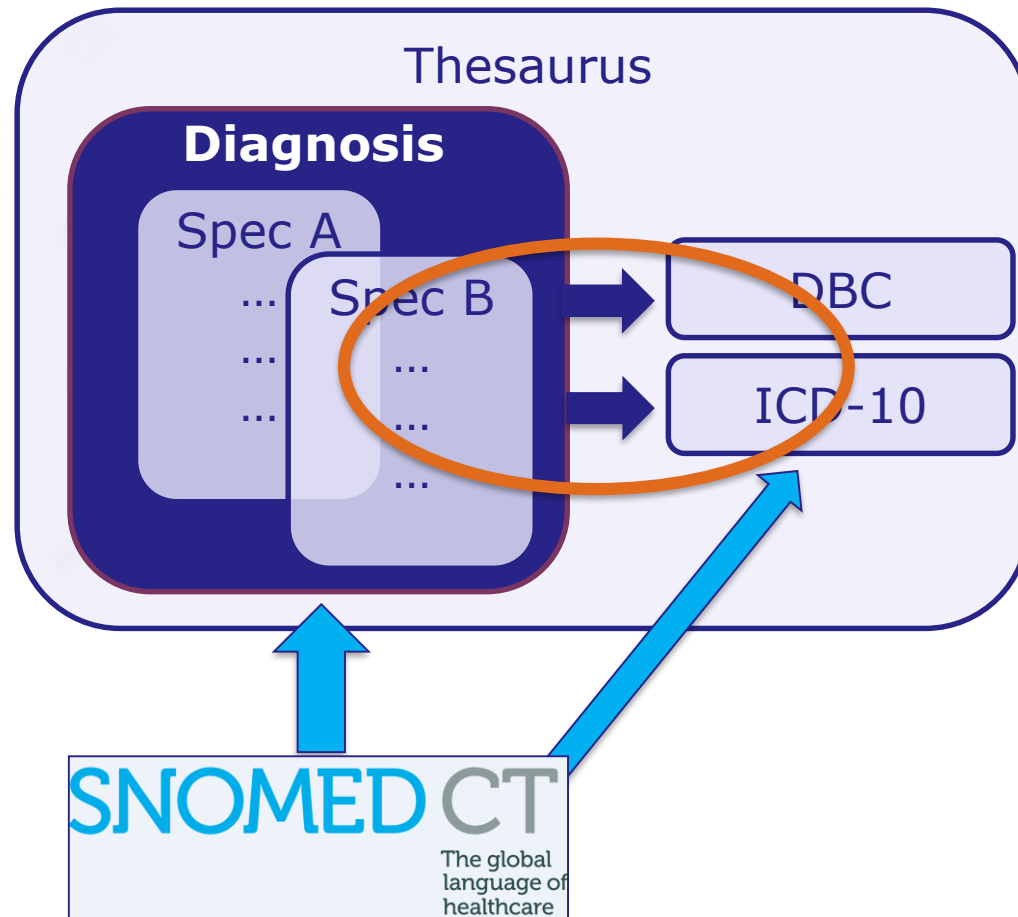 Thesaurus
Diagnosis
Spec A
...
...
...
Spec B
...
...
...
DBC
ICD-10
SNOMED CT
The global
language of
healthcare